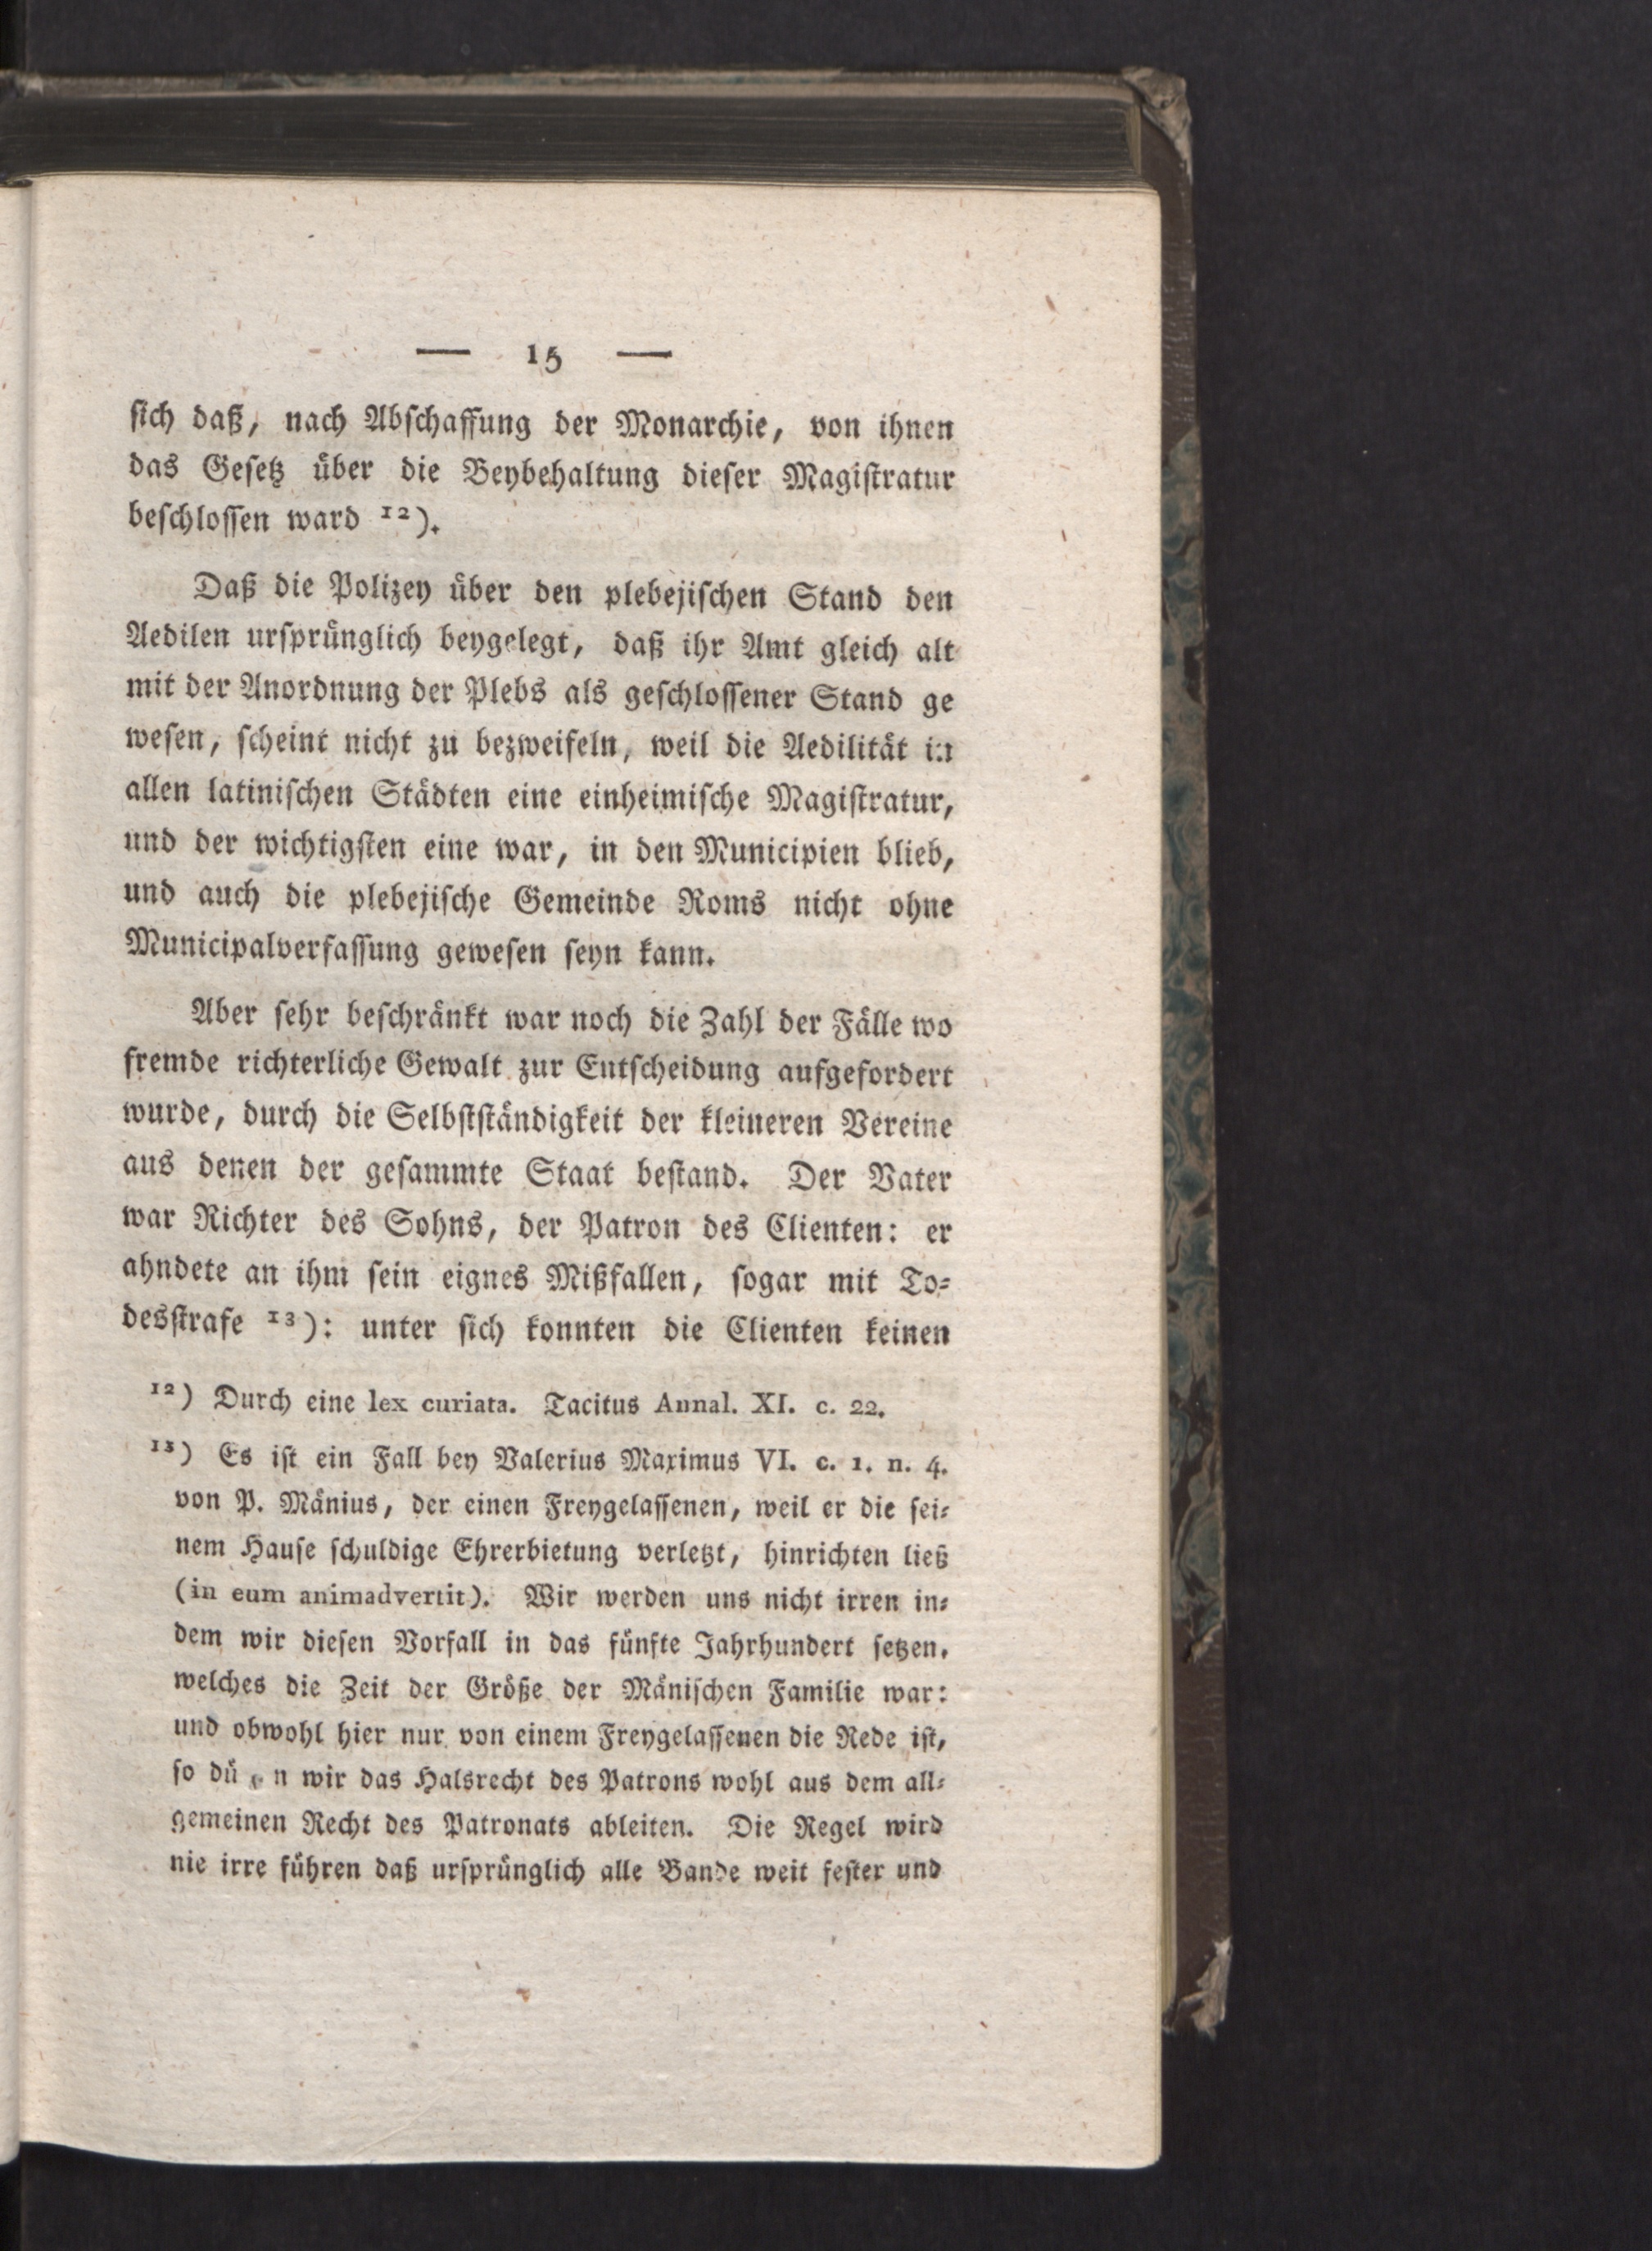 — 15 —
sich daß, nach Abschaffung der Monarchie, von ihnen
das Gesetz über die Beybehaltung dieser Magistratur
beschlossen ward 12).
Daß die Polizey über den plebejischen Stand den
Aedilen ursprünglich beygelegt, daß ihr Amt gleich alt
mit der Anordnung der Plebs als geschlossener Stand ge
wesen, scheint nicht zu bezweifeln, weil die Aedilität in
allen latinischen Städten eine einheimische Magistratur,
und der wichtigsten eine war, in den Municipien blieb,
und auch die plebejische Gemeinde Roms nicht ohne
Municipalverfassung gewesen seyn kann.
Aber sehr beschränkt war noch die Zahl der Fälle wo
fremde richterliche Gewalt zur Entscheidung aufgefordert
wurde, durch die Selbstständigkeit der kleineren Vereine
aus denen der gesammte Staat bestand. Der Vater
war Richter des Sohns, der Patron des Clienten: er
ahndete an ihm sein eignes Mißfallen, sogar mit To-
desstrafe 13): unter sich konnten die Clienten keinen
12) Durch eine lex curiata. Tacitus Annal. XI. c. 22.
13) Es ist ein Fall bey Valerius Maximus VI. c. 1. n. 4.
von P. Mänius, der einen Freygelassenen, weil er die sei-
nem Hause schuldige Ehrerbietung verletzt, hinrichten ließ
(in eum animadvertit). Wir werden uns nicht irren in-
dem wir diesen Vorfall in das fünfte Jahrhundert setzen,
welches die Zeit der Größe der Mänischen Familie war:
und obwohl hier nur von einem Freygelassenen die Rede ist,
so wir das Halsrecht des Patrons wohl aus dem all-
gemeinen Recht des Patronats ableiten. Die Regel wird
nie irre führen daß ursprünglich alle Bande weit fester und